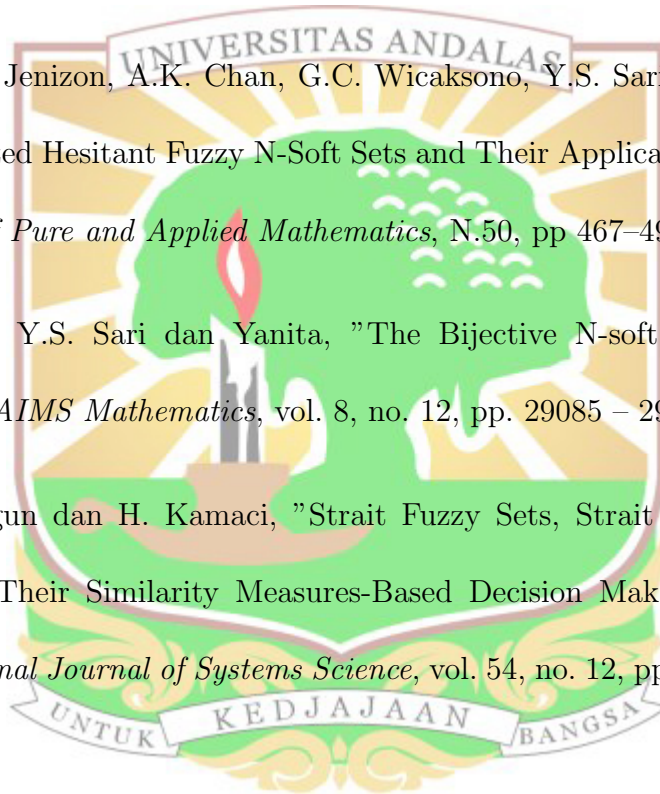 UNIVERSITAS ANDALAS
Jenizon, A.K. Chan, G.C. Wicaksono, Y.S. Sari
ed Hesitant Fuzzy N-Soft Sets and Their Applica
f Pure and Applied Mathematics, N.50, pp 467–49
Y.S. Sari dan Yanita, ”The Bijective N-soft
AIMS Mathematics, vol. 8, no. 12, pp. 29085 – 29
gun dan H. Kamaci, ”Strait Fuzzy Sets, Strait
Their Similarity Measures-Based Decision Mak
nal Journal of Systems Science, vol. 54, no. 12, pp
UNTUK KEDJAJAAN BANGSA